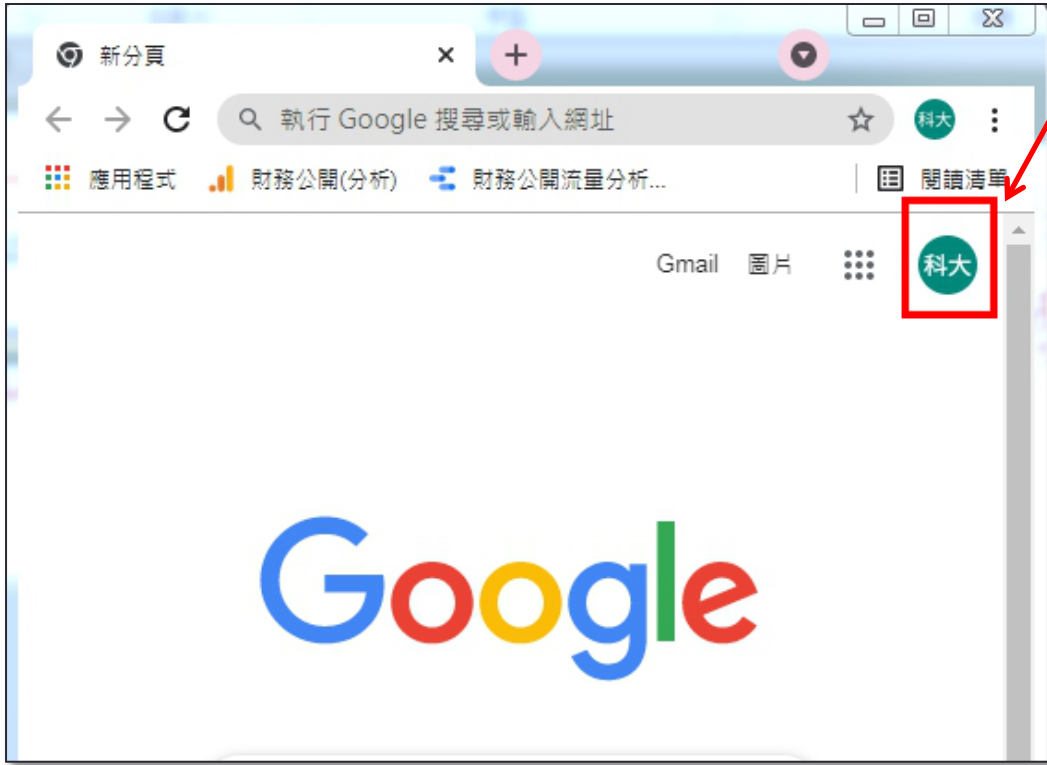 新分頁
執行 Google 搜尋或輸入網址
科大
應用程式
財務公開(分析)
財務公開流量分析...
閱讀清單
Gmail 圖片
科大
Google